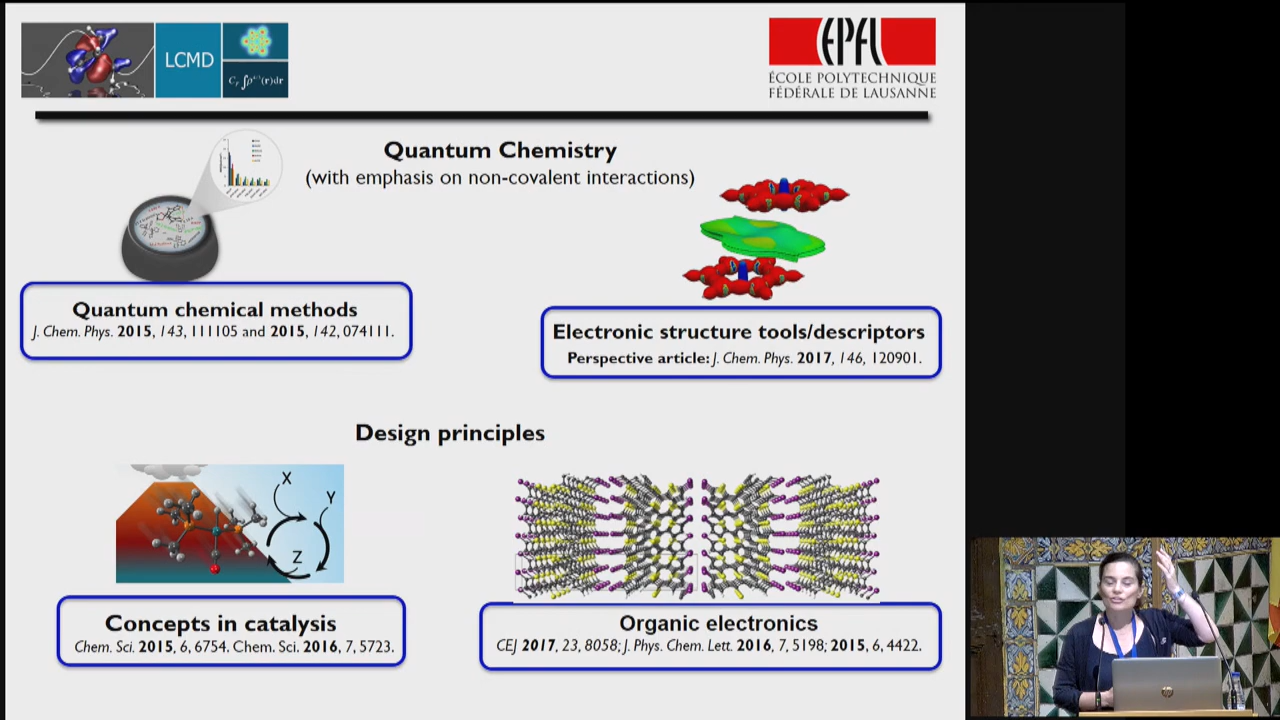 LCMD
EPFL
ÉCOLE POLYTECHNIQUE
FÉDÉRALE DE LAUSANNE
Quantum Chemistry
(with emphasis on non-covalent interactions)
Quantum chemical methods
J. Chem. Phys. 2015, 143, 111105 and 2015, 142, 074111.
Electronic structure tools/descriptors
Perspective article: J. Chem. Phys. 2017, 146, 120901.
Design principles
X
Y
Z
Concepts in catalysis
Chem. Sci. 2015, 6, 6754. Chem. Sci. 2016, 7, 5723.
Organic electronics
CEJ 2017, 23, 8058; J. Phys. Chem. Lett. 2016, 7, 5198; 2015, 6, 4422.